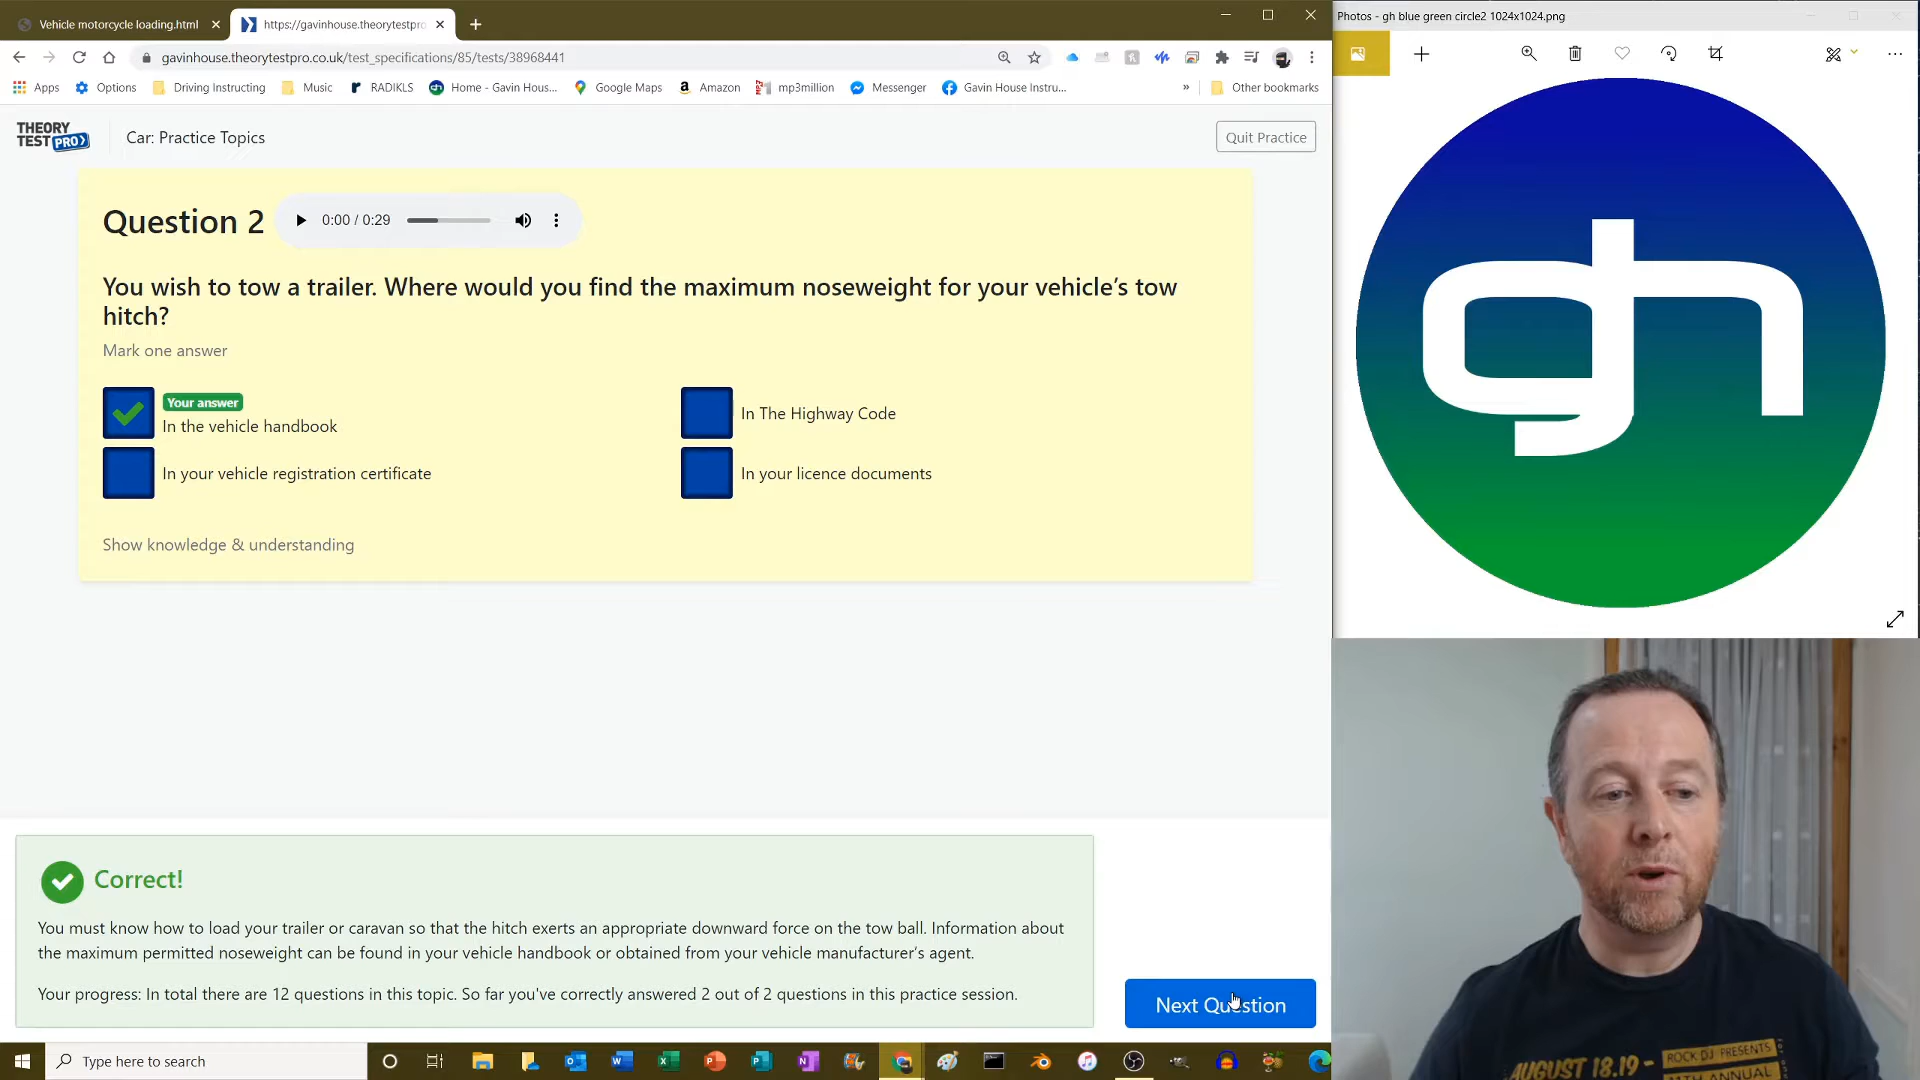 Vehicle motorcycle loading.html
https://gavinhouse.theorytestpro
gavinhouse.theorytestpro.co.uk/test_specifications/85/tests/38968441
Apps
Options
Driving Instructing
Music
RADIKLS
Home - Gavin Hous...
Google Maps
Amazon
mp3million
Messenger
Gavin House Instru...
»
Other bookmarks
THEORY
TEST PRO
Car: Practice Topics
Quit Practice
Question 2
0:00 / 0:29
You wish to tow a trailer. Where would you find the maximum noseweight for your vehicle’s tow
hitch?
Mark one answer
Your answer
In the vehicle handbook
In The Highway Code
In your vehicle registration certificate
In your licence documents
Show knowledge & understanding
Correct!
You must know how to load your trailer or caravan so that the hitch exerts an appropriate downward force on the tow ball. Information about
the maximum permitted noseweight can be found in your vehicle handbook or obtained from your vehicle manufacturer’s agent.
Your progress: In total there are 12 questions in this topic. So far you've correctly answered 2 out of 2 questions in this practice session.
Next Question
Type here to search
Photos - gh blue green circle2 1024x1024.png
gh
AUGUST 18.19 -
ROCK DJ PRESENTS
11TH ANNUAL